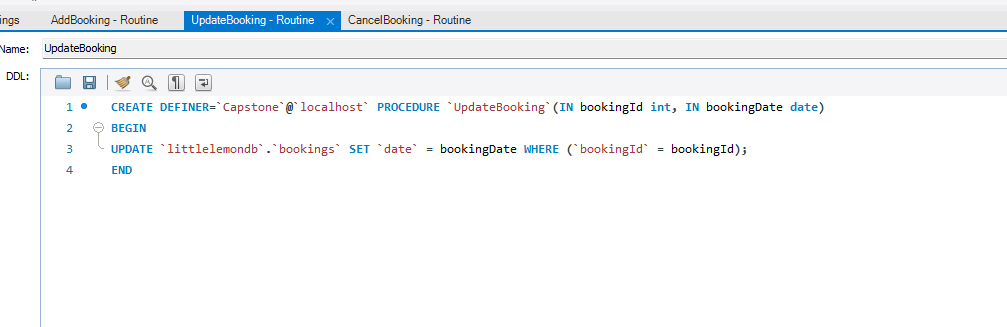 ngs AddBooking - Routine UpdateBooking - Routine × CancelBooking - Routine
Name: UpdateBooking
DDL:
1 CREATE DEFINER=`Capstone`@`localhost` PROCEDURE `UpdateBooking`(IN bookingId int, IN bookingDate date)
2 BEGIN
3 UPDATE `littlelemondb`.`bookings` SET `date` = bookingDate WHERE (`bookingId` = bookingId);
4 END